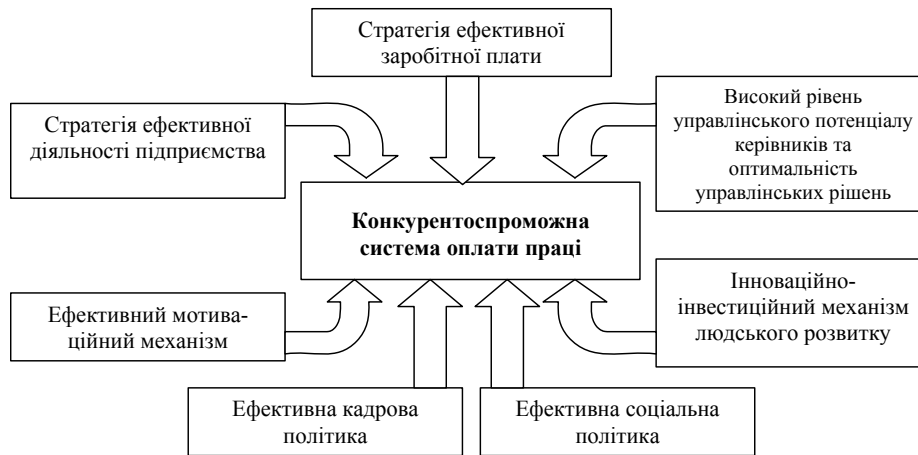 Стратегія ефективної
заробітної плати
Стратегія ефективної
діяльності підприємства
Високий рівень
управлінського потенціалу
керівників та
оптимальність
управлінських рішень
Конкурентоспроможна
система оплати праці
Ефективний мотива-
ційний механізм
Інноваційно-
інвестиційний механізм
людського розвитку
Ефективна кадрова
політика
Ефективна соціальна
політика